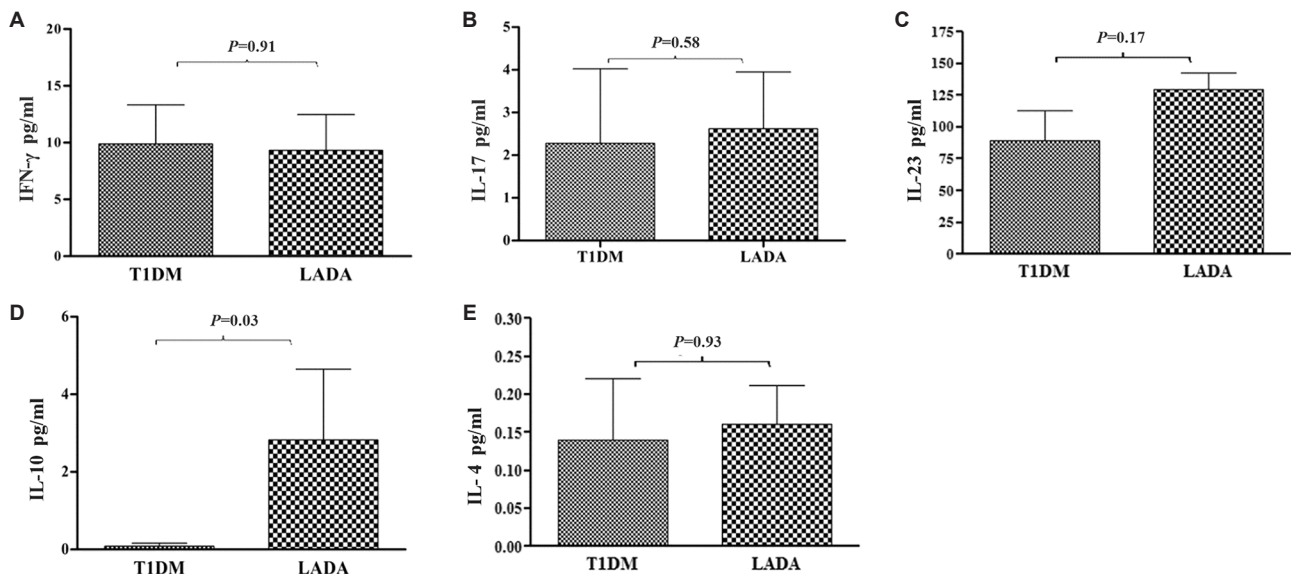 A
P=0.91
IFN-γ pg/ml
20
15
10
5
0
T1DM
LADA
B
P=0.58
IL-17 pg/ml
5
4
3
2
1
0
T1DM
LADA
C
P=0.17
IL-23 pg/ml
175
150
125
100
75
50
25
0
T1DM
LADA
D
P=0.03
IL-10 pg/ml
6
4
2
0
T1DM
LADA
E
P=0.93
IL- 4 pg/ml
0.30
0.25
0.20
0.15
0.10
0.05
0.00
T1DM
LADA